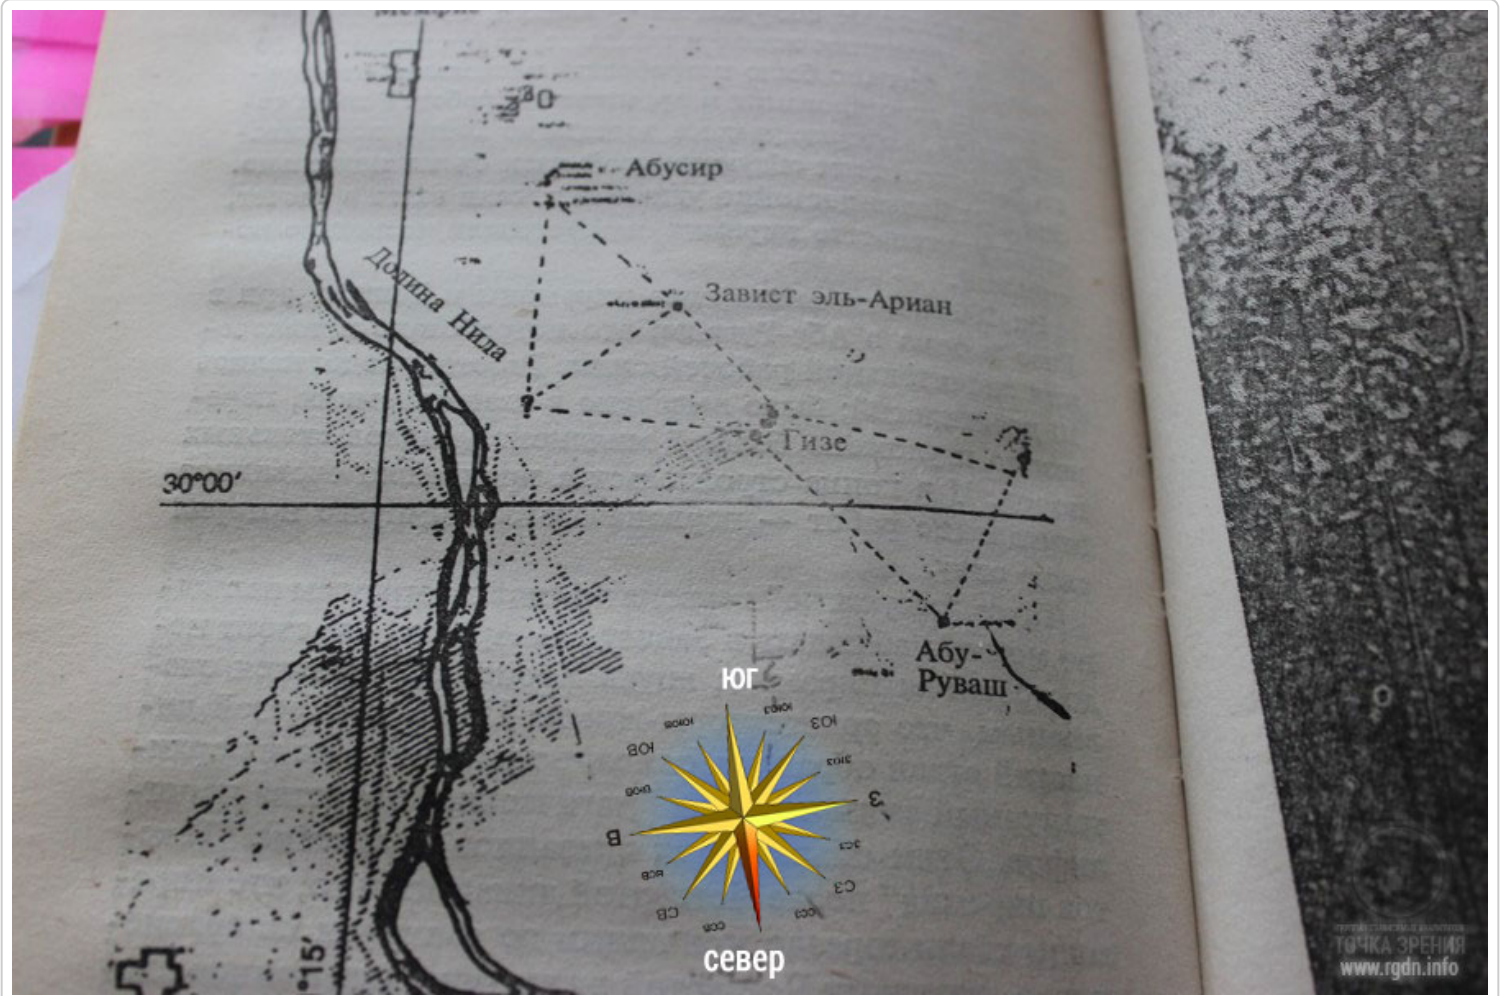 Мемфис
Абусир
Долина Нила
Завист эль-Ариан
Гизе
30°00'
Абу-
Руваш
юг
ЮЗ
ЮВ
З
В
СЗ
СВ
север
°15'
ТОЧКА ЗРЕНИЯ
www.rgdn.info